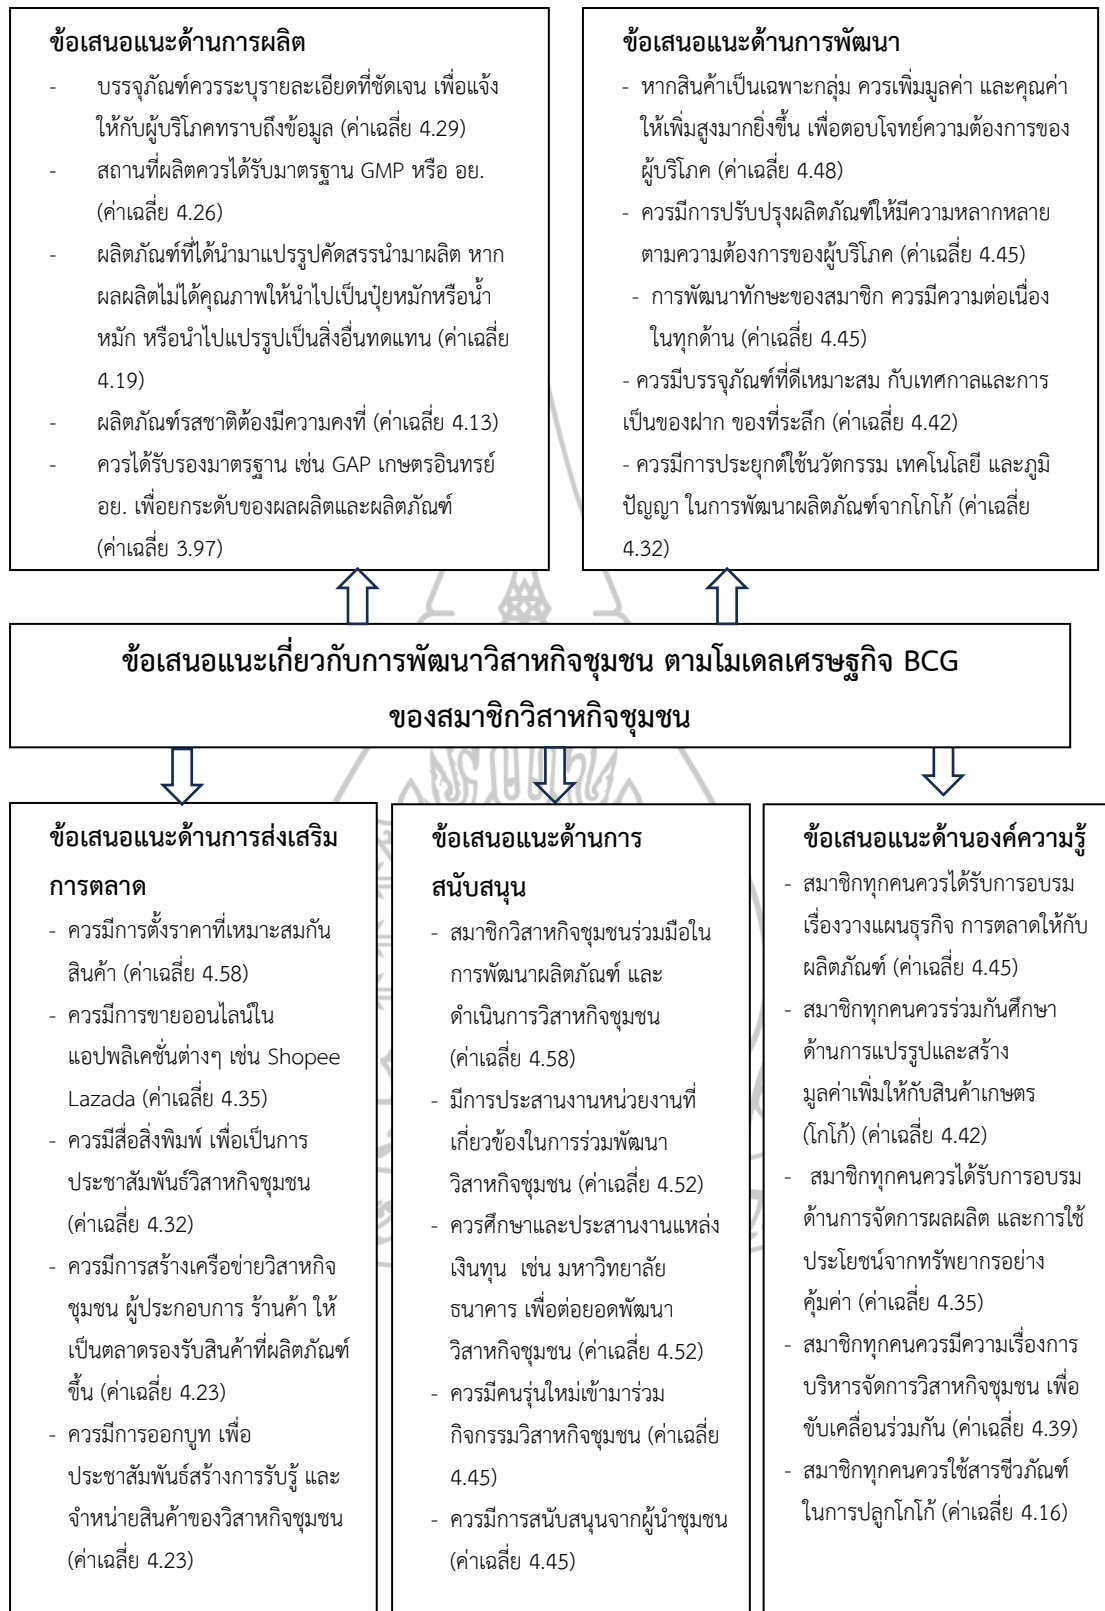 ข้อเสนอแนะด้านการผลิต
- บรรจุภัณฑ์ควรระบุรายละเอียดที่ชัดเจน เพื่อแจ้ง
ให้กับผู้บริโภคทราบถึงข้อมูล (ค่าเฉลี่ย 4.29)
- สถานที่ผลิตควรได้รับมาตรฐาน GMP หรือ อย.
(ค่าเฉลี่ย 4.26)
- ผลิตภัณฑ์ที่ได้นำมาแปรรูปคัดสรรนำมาผลิต หาก
ผลผลิตไม่ได้คุณภาพให้นำไปเป็นปุ๋ยหมักหรือน้ำ
หมัก หรือนำไปแปรรูปเป็นสิ่งอื่นทดแทน (ค่าเฉลี่ย
4.19)
- ผลิตภัณฑ์รสชาติต้องมีความคงที่ (ค่าเฉลี่ย 4.13)
- ควรได้รับรองมาตรฐาน เช่น GAP เกษตรอินทรย์
อย. เพื่อยกระดับของผลผลิตและผลิตภัณฑ์
(ค่าเฉลี่ย 3.97)
ข้อเสนอแนะด้านการพัฒนา
- หากสินค้าเป็นเฉพาะกลุ่ม ควรเพิ่มมูลค่า และคุณค่า
ให้เพิ่มสูงมากยิ่งขึ้น เพื่อตอบโจทย์ความต้องการของ
ผู้บริโภค (ค่าเฉลี่ย 4.48)
- ควรมีการปรับปรุงผลิตภัณฑ์ให้มีความหลากหลาย
ตามความต้องการของผู้บริโภค (ค่าเฉลี่ย 4.45)
- การพัฒนาทักษะของสมาชิก ควรมีความต่อเนื่อง
ในทุกด้าน (ค่าเฉลี่ย 4.45)
- ควรมีบรรจุภัณฑ์ที่ดีเหมาะสม กับเทศกาลและการ
เป็นของฝาก ของที่ระลึก (ค่าเฉลี่ย 4.42)
- ควรมีการประยุกต์ใช้นวัตกรรม เทคโนโลยี และภูมิ
ปัญญา ในการพัฒนาผลิตภัณฑ์จากโกโก้ (ค่าเฉลี่ย
4.32)
ข้อเสนอแนะเกี่ยวกับการพัฒนาวิสาหกิจชุมชน ตามโมเดลเศรษฐกิจ BCG
ของสมาชิกวิสาหกิจชุมชน
ข้อเสนอแนะด้านการส่งเสริม
การตลาด
- ควรมีการตั้งราคาที่เหมาะสมกัน
สินค้า (ค่าเฉลี่ย 4.58)
- ควรมีการขายออนไลน์ใน
แอปพลิเคชั่นต่างๆ เช่น Shopee
Lazada (ค่าเฉลี่ย 4.35)
- ควรมีสื่อสิ่งพิมพ์ เพื่อเป็นการ
ประชาสัมพันธ์วิสาหกิจชุมชน
(ค่าเฉลี่ย 4.32)
- ควรมีการสร้างเครือข่ายวิสาหกิจ
ชุมชน ผู้ประกอบการ ร้านค้า ให้
เป็นตลาดรองรับสินค้าที่ผลิตภัณฑ์
ขึ้น (ค่าเฉลี่ย 4.23)
- ควรมีการออกบูท เพื่อ
ประชาสัมพันธ์สร้างการรับรู้ และ
จำหน่ายสินค้าของวิสาหกิจชุมชน
(ค่าเฉลี่ย 4.23)
ข้อเสนอแนะด้านการ
สนับสนุน
- สมาชิกวิสาหกิจชุมชนร่วมมือใน
การพัฒนาผลิตภัณฑ์ และ
ดำเนินการวิสาหกิจชุมชน
(ค่าเฉลี่ย 4.58)
- มีการประสานงานหน่วยงานที่
เกี่ยวข้องในการร่วมพัฒนา
วิสาหกิจชุมชน (ค่าเฉลี่ย 4.52)
- ควรศึกษาและประสานงานแหล่ง
เงินทุน เช่น มหาวิทยาลัย
ธนาคาร เพื่อต่อยอดพัฒนา
วิสาหกิจชุมชน (ค่าเฉลี่ย 4.52)
- ควรมีคนรุ่นใหม่เข้ามาร่วม
กิจกรรมวิสาหกิจชุมชน (ค่าเฉลี่ย
4.45)
- ควรมีการสนับสนุนจากผู้นำชุมชน
(ค่าเฉลี่ย 4.45)
ข้อเสนอแนะด้านองค์ความรู้
- สมาชิกทุกคนควรได้รับการอบรม
เรื่องวางแผนธุรกิจ การตลาดให้กับ
ผลิตภัณฑ์ (ค่าเฉลี่ย 4.45)
- สมาชิกทุกคนควรร่วมกันศึกษา
ด้านการแปรรูปและสร้าง
มูลค่าเพิ่มให้กับสินค้าเกษตร
(โกโก้) (ค่าเฉลี่ย 4.42)
- สมาชิกทุกคนควรได้รับการอบรม
ด้านการจัดการผลผลิต และการใช้
ประโยชน์จากทรัพยากรอย่าง
คุ้มค่า (ค่าเฉลี่ย 4.35)
- สมาชิกทุกคนควรมีความเรื่องการ
บริหารจัดการวิสาหกิจชุมชน เพื่อ
ขับเคลื่อนร่วมกัน (ค่าเฉลี่ย 4.39)
- สมาชิกทุกคนควรใช้สารชีวภัณฑ์
ในการปลูกโกโก้ (ค่าเฉลี่ย 4.16)